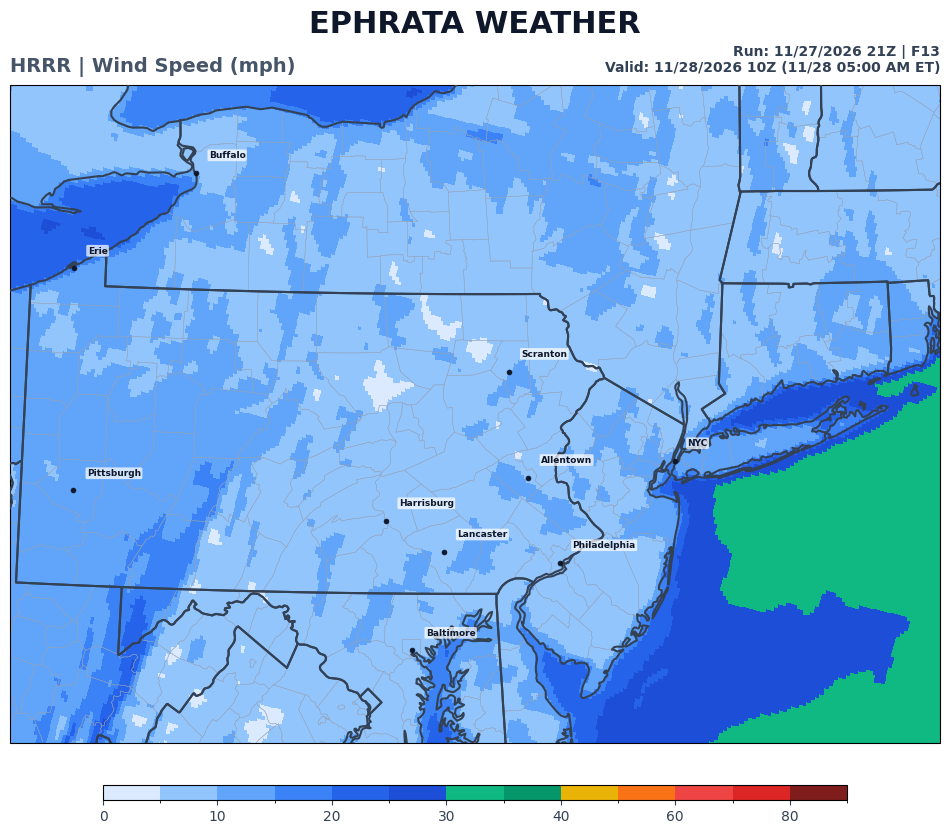 EPHRATA WEATHER
HRRR | Wind Speed (mph)
Run: 11/27/2026 21Z | F13
Valid: 11/28/2026 10Z (11/28 05:00 AM ET)
Buffalo
Erie
Scranton
NYC
Allentown
Pittsburgh
Harrisburg
Lancaster
Philadelphia
Baltimore
0 10 20 30 40 50 60 70 80